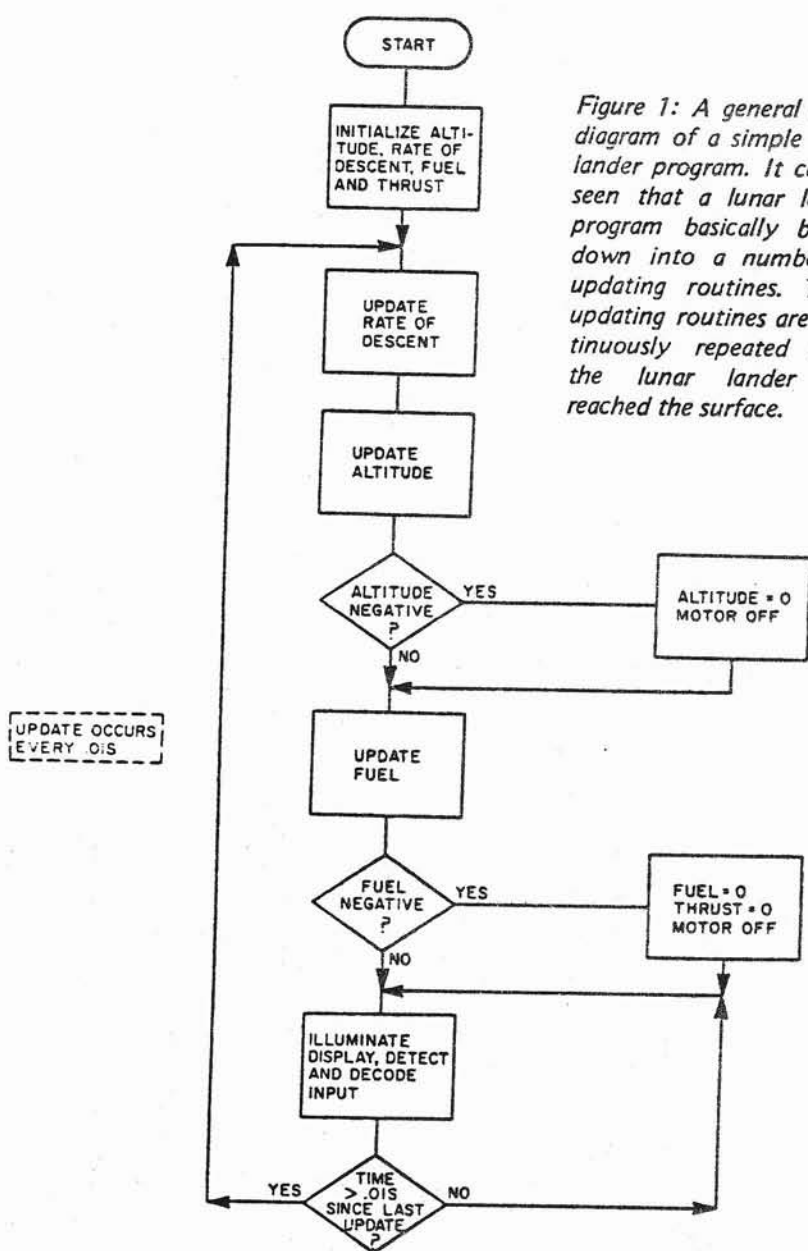 START
Figure 1: A general
diagram of a simple
lander program. It
seen that a lunar
program basically
down into a number
updating routines.
updating routines are
tinuously repeated
the lunar lander
reached the surface.
INITIALIZE ALTI-
TUDE, RATE OF
DESCENT, FUEL
AND THRUST
UPDATE
RATE OF
DESCENT
UPDATE
ALTITUDE
ALTITUDE
NEGATIVE
?
YES
NO
ALTITUDE = 0
MOTOR OFF
UPDATE OCCURS
EVERY .01S
UPDATE
FUEL
FUEL
NEGATIVE
?
YES
NO
FUEL = 0
THRUST = 0
MOTOR OFF
ILLUMINATE
DISPLAY, DETECT
AND DECODE
INPUT
YES
TIME
> .01S
SINCE LAST
UPDATE
?
NO